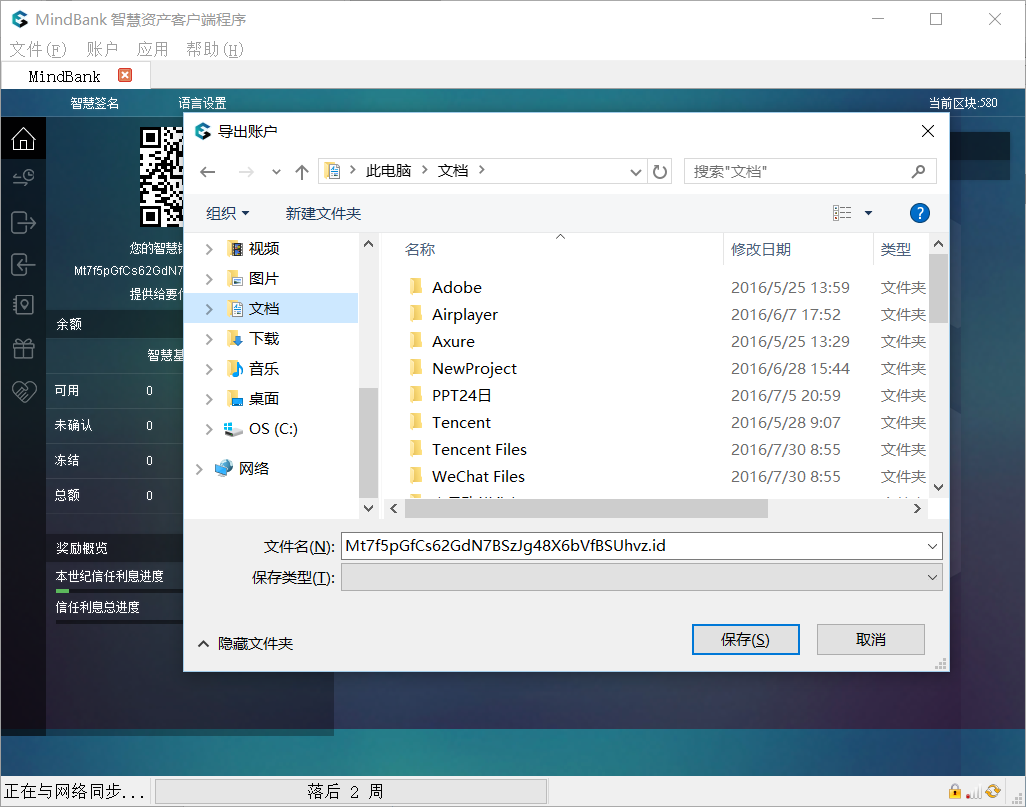 MindBank 智慧资产客户端程序
文件(F) 账户 应用 帮助(H)
MindBank
智慧签名 语言设置 当前区块:580
导出账户
此电脑 文档 搜索"文档"
组织 新建文件夹
您的智慧
Mt7f5pGfCs62GdN7
提供给要
余额
智慧
可用 0
未确认 0
冻结 0
总额 0
奖励概览
本世纪信任利息进度
信任利息总进度
视频
图片
文档
下载
音乐
桌面
OS (C:)
网络
名称 修改日期 类型
Adobe 2016/5/25 13:59 文件夹
Airplayer 2016/6/7 17:52 文件夹
Axure 2016/5/25 13:29 文件夹
NewProject 2016/6/28 15:44 文件夹
PPT24日 2016/7/5 20:59 文件夹
Tencent 2016/5/28 9:07 文件夹
Tencent Files 2016/7/30 8:55 文件夹
WeChat Files 2016/7/30 8:55 文件夹
文件名(N): Mt7f5pGfCs62GdN7BSzJg48X6bVfBSUhvz.id
保存类型(T):
隐藏文件夹 保存(S) 取消
正在与网络同步... 落后 2 周